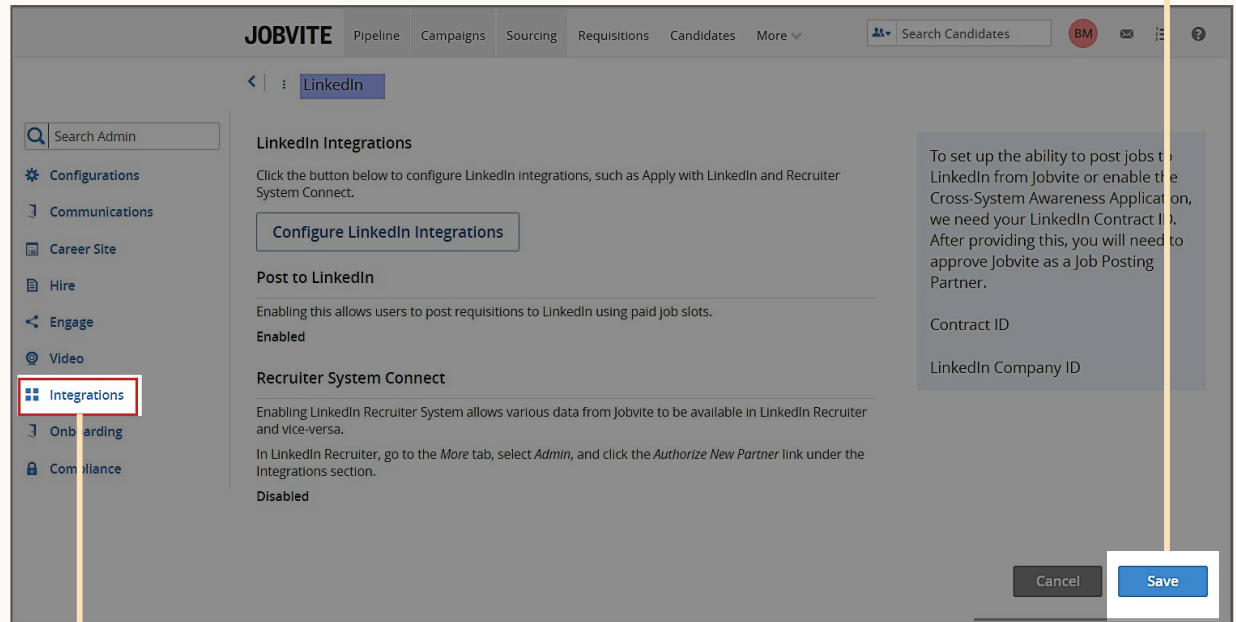 JOBVITE Pipeline Campaigns Sourcing Requisitions Candidates More Search Candidates BM
LinkedIn
Search Admin
Configurations
Communications
Career Site
Hire
Engage
Video
Integrations
Onboarding
Compliance
LinkedIn Integrations
Click the button below to configure LinkedIn integrations, such as Apply with LinkedIn and Recruiter
System Connect.
Configure LinkedIn Integrations
Post to LinkedIn
Enabling this allows users to post requisitions to LinkedIn using paid job slots.
Enabled
Recruiter System Connect
Enabling LinkedIn Recruiter System allows various data from Jobvite to be available in LinkedIn Recruiter
and vice-versa.
In LinkedIn Recruiter, go to the More tab, select Admin, and click the Authorize New Partner link under the
Integrations section.
Disabled
To set up the ability to post jobs to
LinkedIn from Jobvite or enable the
Cross-System Awareness Application,
we need your LinkedIn Contract ID.
After providing this, you will need to
approve Jobvite as a Job Posting
Partner.
Contract ID
LinkedIn Company ID
Cancel Save